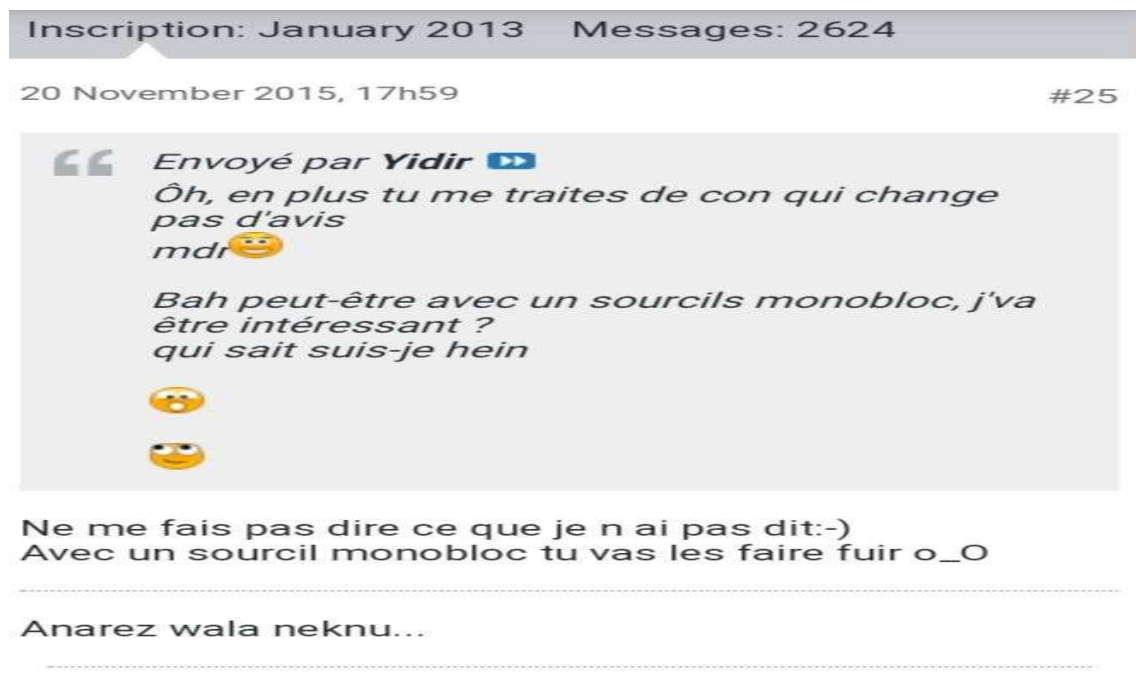 Inscription: January 2013 Messages: 2624
20 November 2015, 17h59 #25
Envoyé par Yidir
Ôh, en plus tu me traites de con qui change
pas d'avis
mdr
Bah peut-être avec un sourcils monobloc, j'va
être intéressant ?
qui sait suis-je hein
Ne me fais pas dire ce que je n ai pas dit:-)
Avec un sourcil monobloc tu vas les faire fuir o_O
Anarez wala neknu...